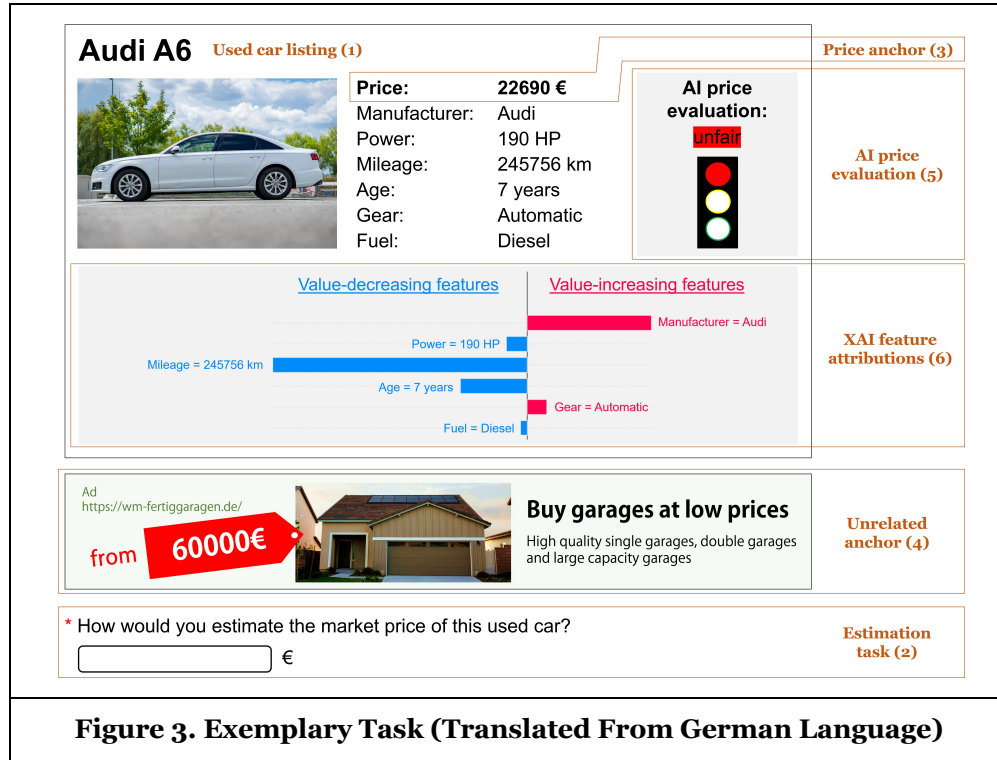 Audi A6 Used car listing (1)
Price anchor (3)
Price: 22690 €
Manufacturer: Audi
Power: 190 HP
Mileage: 245756 km
Age: 7 years
Gear: Automatic
Fuel: Diesel
AI price
evaluation:
unfair
AI price
evaluation (5)
Value-decreasing features
Value-increasing features
Manufacturer = Audi
Power = 190 HP
Mileage = 245756 km
Age = 7 years
Gear = Automatic
Fuel = Diesel
XAI feature
attributions (6)
Ad
https://wm-fertiggaragen.de/
from 60000€
Buy garages at low prices
High quality single garages, double garages
and large capacity garages
Unrelated
anchor (4)
* How would you estimate the market price of this used car?
€
Estimation
task (2)
Figure 3. Exemplary Task (Translated From German Language)